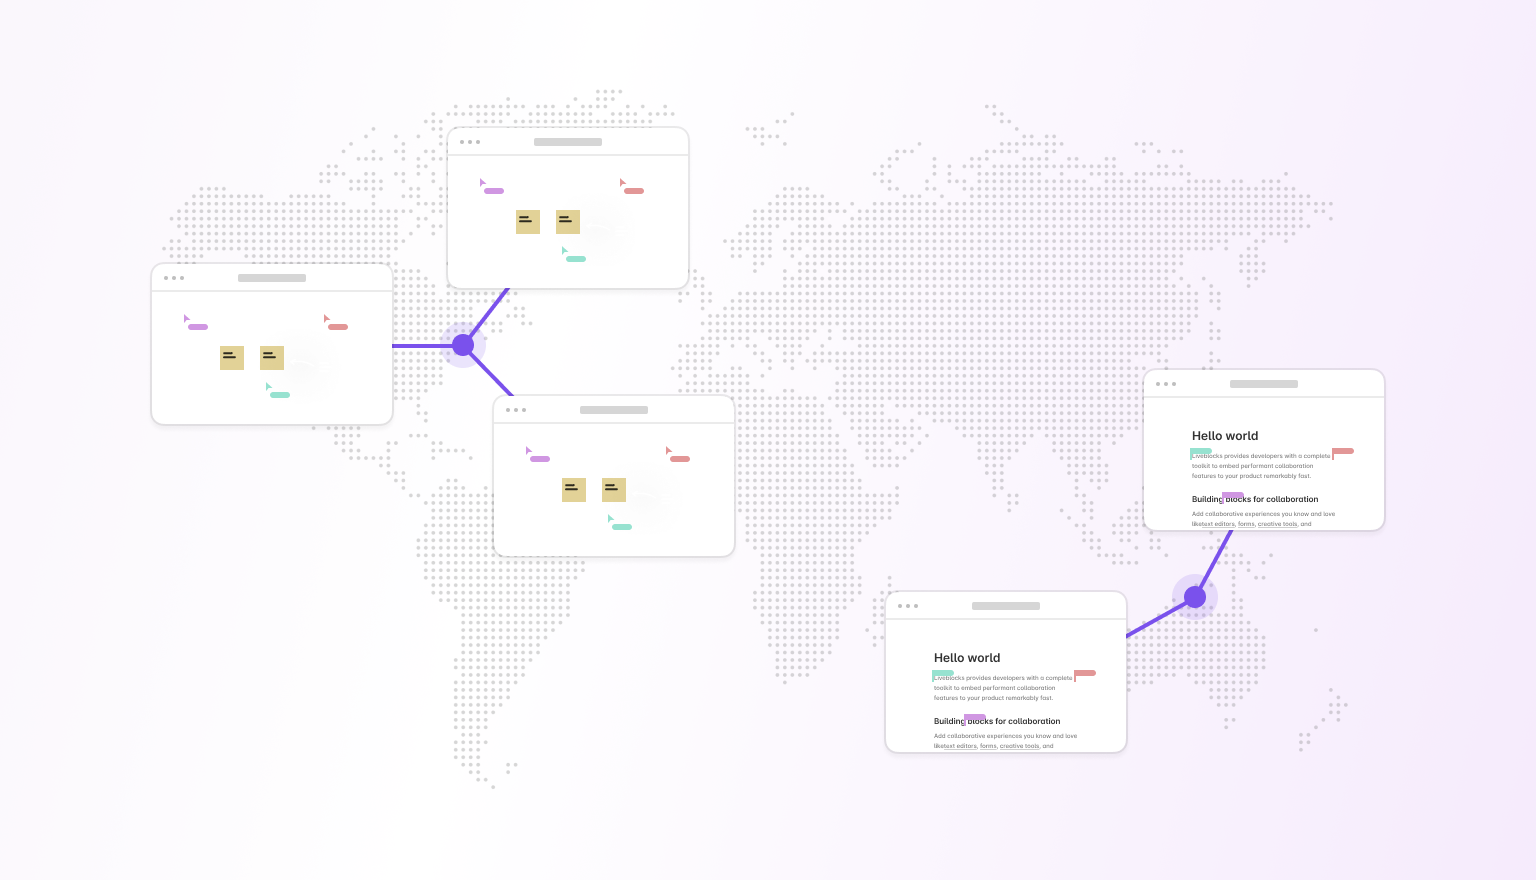 Hello world
Liveblocks provides developers with a complete
toolkit to embed performant collaboration
features to your product remarkably fast.
Building blocks for collaboration
Add collaborative experiences you know and love
liketext editors, forms, creative tools, and
Hello world
Liveblocks provides developers with a complete
toolkit to embed performant collaboration
features to your product remarkably fast.
Building blocks for collaboration
Add collaborative experiences you know and love
liketext editors, forms, creative tools, and